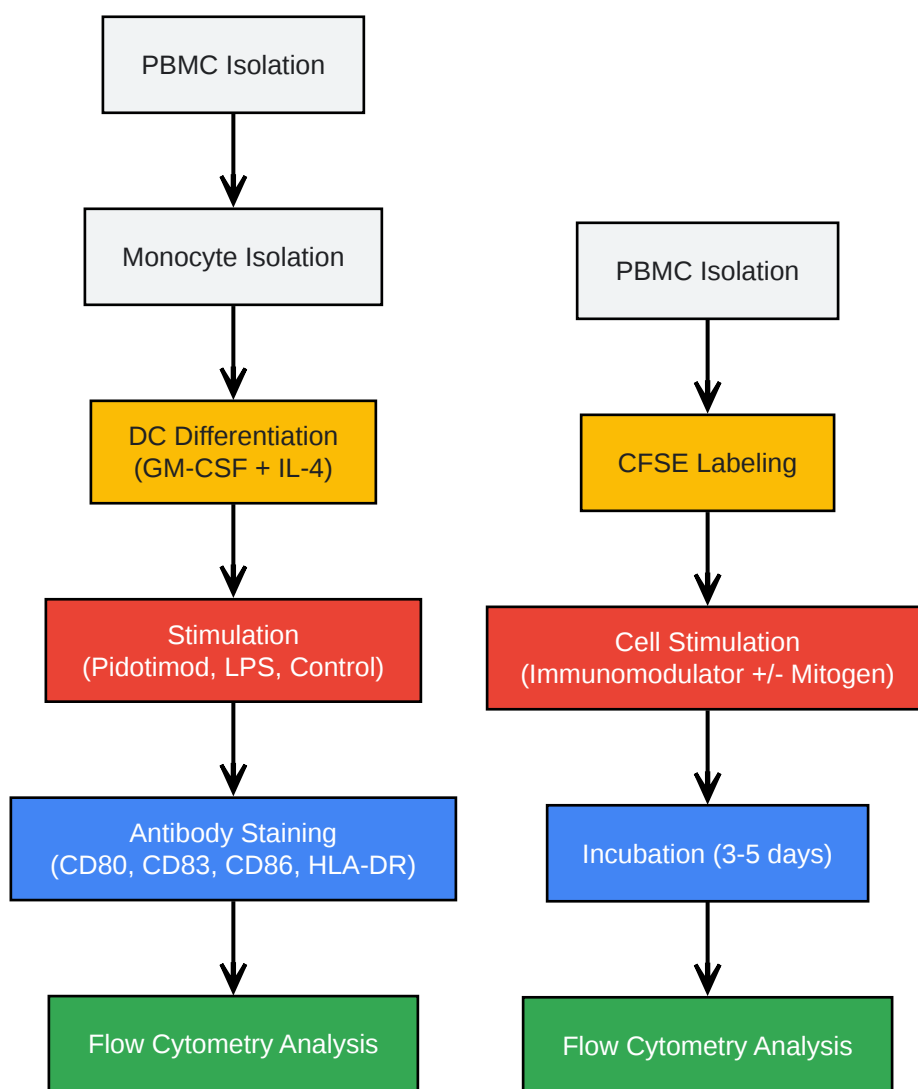 PBMC Isolation
Monocyte Isolation
DC Differentiation
(GM-CSF + IL-4)
Stimulation
(Pidotimod, LPS, Control)
Antibody Staining
(CD80, CD83, CD86, HLA-DR)
Flow Cytometry Analysis
PBMC Isolation
CFSE Labeling
Cell Stimulation
(Immunomodulator +/- Mitogen)
Incubation (3-5 days)
Flow Cytometry Analysis